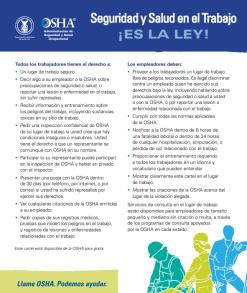 OSHA®
Administración de
Seguridad y Salud
Ocupacional
Seguridad y Salud en el Trabajo
¡ES LA LEY!
Todos los trabajadores tienen el derecho a:
• Un lugar de trabajo seguro.
• Decir algo a su empleador o la OSHA sobre
preocupaciones de seguridad o salud, o
reportar una lesión o enfermedad en el trabajo,
sin sufrir represalias.
• Recibir información y entrenamiento sobre
los peligros del trabajo, incluyendo sustancias
toxicas en su sitio de trabajo.
• Pedir una inspección confidencial de OSHA
de su lugar de trabajo si usted cree que hay
condiciones inseguras o insalubres. Usted
tiene el derecho a que un representante se
comunique con OSHA en su nombre.
• Participar (o su representante puede participar)
en la inspección de OSHA y hablar en privado
con el inspector.
• Presentar una queja con la OSHA dentro
de 30 días (por teléfono, por internet, o por
correo) si usted ha sufrido represalias por
ejercer sus derechos.
• Ver cualquieras citaciones de la OSHA emitidas
a su empleador.
• Pedir copias de sus registros médicos,
pruebas que miden los peligros en el trabajo,
y registros de lesiones y enfermedades
relacionadas con el trabajo.
Este cartel está disponible de la OSHA para gratis.
Llame OSHA. Podemos ayudar.
Los empleadores deben:
• Proveer a los trabajadores un lugar de trabajo
libre de peligros reconocidos. Es ilegal discriminar
contra un empleado quien ha ejercido sus
derechos bajo la ley, incluyendo hablando sobre
preocupaciones de seguridad o salud a usted
o con la OSHA, o por reportar una lesión o
enfermedad relacionada con el trabajo.
• Cumplir con todas las normas aplicables
de la OSHA.
• Notificar a la OSHA dentro de 8 horas de
una fatalidad laboral o dentro de 24 horas
de cualquier hospitalización, amputación, o
pérdida de ojo relacionado con el trabajo.
• Proporcionar el entrenamiento requerido
a todos los trabajadores en un idioma y
vocabulario que pueden entender.
• Mostrar claramente este cartel en el lugar
de trabajo.
• Mostrar las citaciones de la OSHA acerca del
lugar de la violación alegada.
Servicios de consulta en el lugar de trabajo
están disponibles para empleadores de tamaño
pequeño y mediano sin citación o multa, a través
de los programas de consulta apoyados
por la OSHA en cada estado.